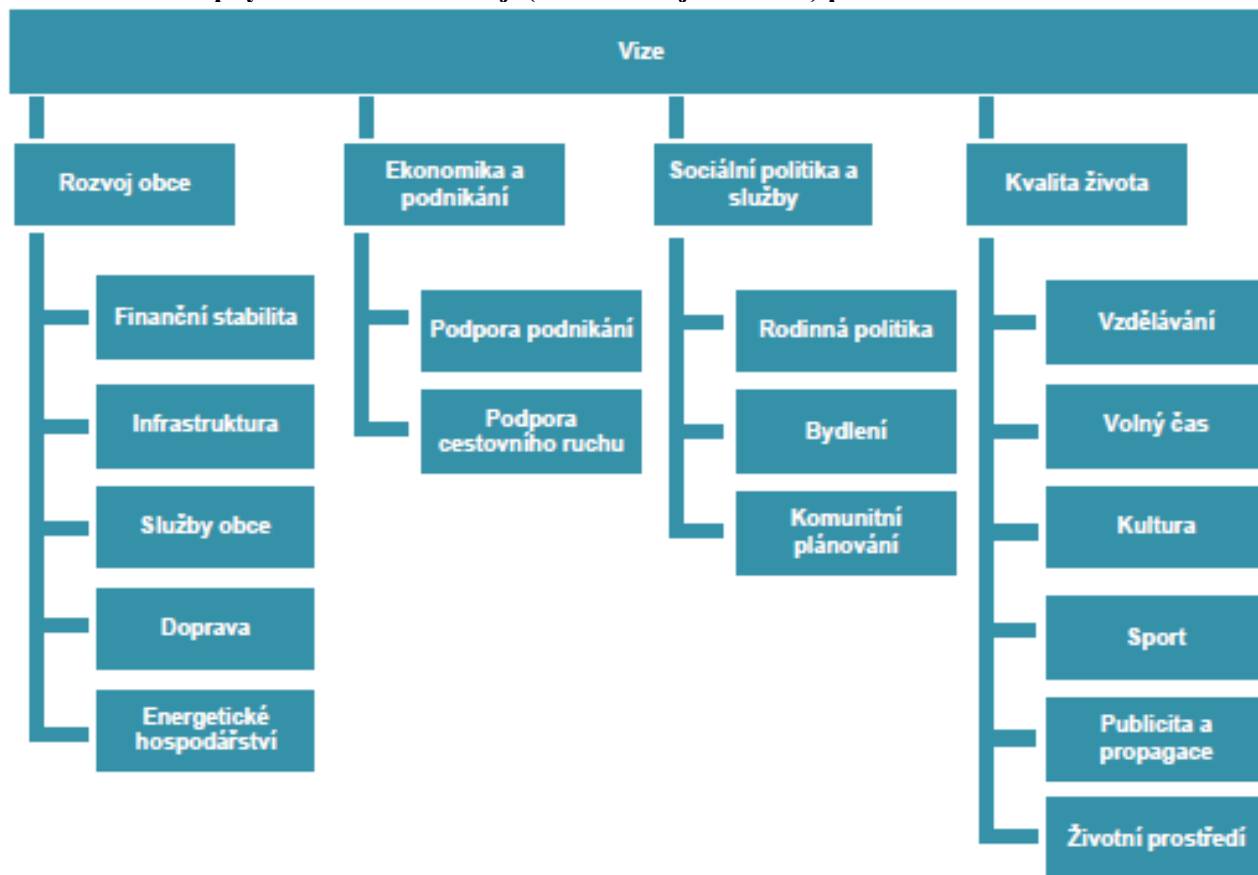 Vize
Rozvoj obce
Finanční stabilita
Infrastruktura
Služby obce
Doprava
Energetické
hospodářství
Ekonomika a
podnikání
Podpora podnikání
Podpora
cestovního ruchu
Sociální politika a
služby
Rodinná politika
Bydlení
Komunitní
plánování
Kvalita života
Vzdělávání
Volný čas
Kultura
Sport
Publicita a
propagace
Životní prostředí